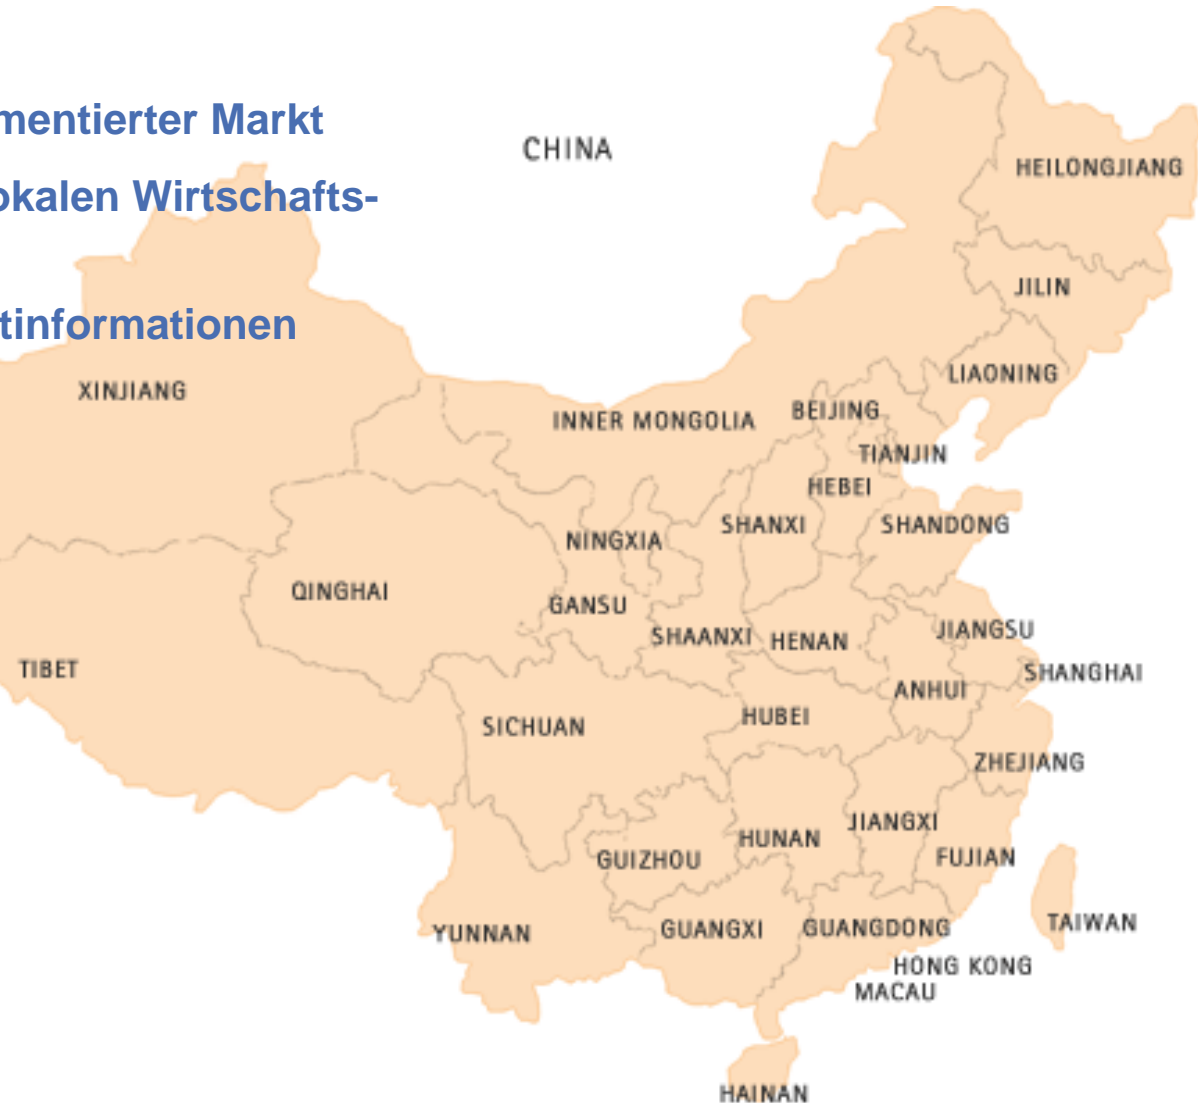 mentierter Markt
CHINA
HEILONGJIANG
okalen Wirtschafts-
JILIN
tinformationen
LIAONING
XINJIANG
INNER MONGOLIA
BEIJING
TIANJIN
HEBEI
SHANXI
SHANDONG
NINGXIA
QINGHAI
GANSU
SHAANXI
HENAN
JIANGSU
TIBET
SHANGHAI
ANHUI
SICHUAN
HUBEI
ZHEJIANG
JIANGXI
HUNAN
GUIZHOU
FUJIAN
YUNNAN
GUANGXI
GUANGDONG
TAIWAN
HONG KONG
MACAU
HAINAN